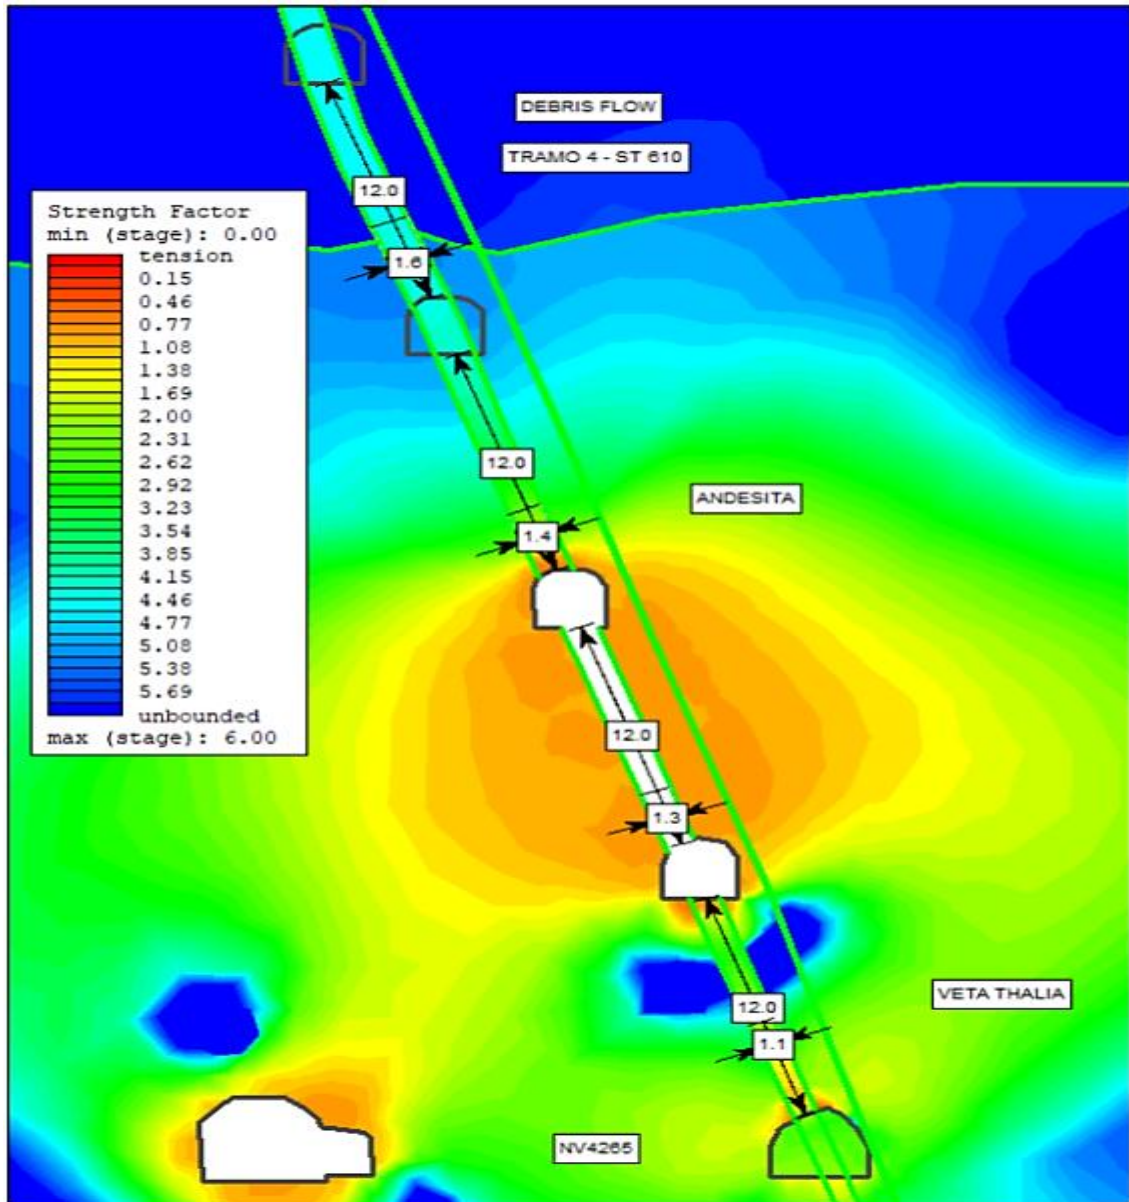 DEBRIS FLOW
TRAMO 4 - ST 610
12.0
Strength Factor
min (stage): 0.00
tension
0.15
0.46
0.77
1.08
1.38
1.69
2.00
2.31
2.62
2.92
3.23
3.54
3.85
4.15
4.46
4.77
5.08
5.38
5.69
unbounded
max (stage): 6.00
1.6
12.0
ANDESITA
1.4
12.0
1.3
VETA THALIA
12.0
1.1
NV4265